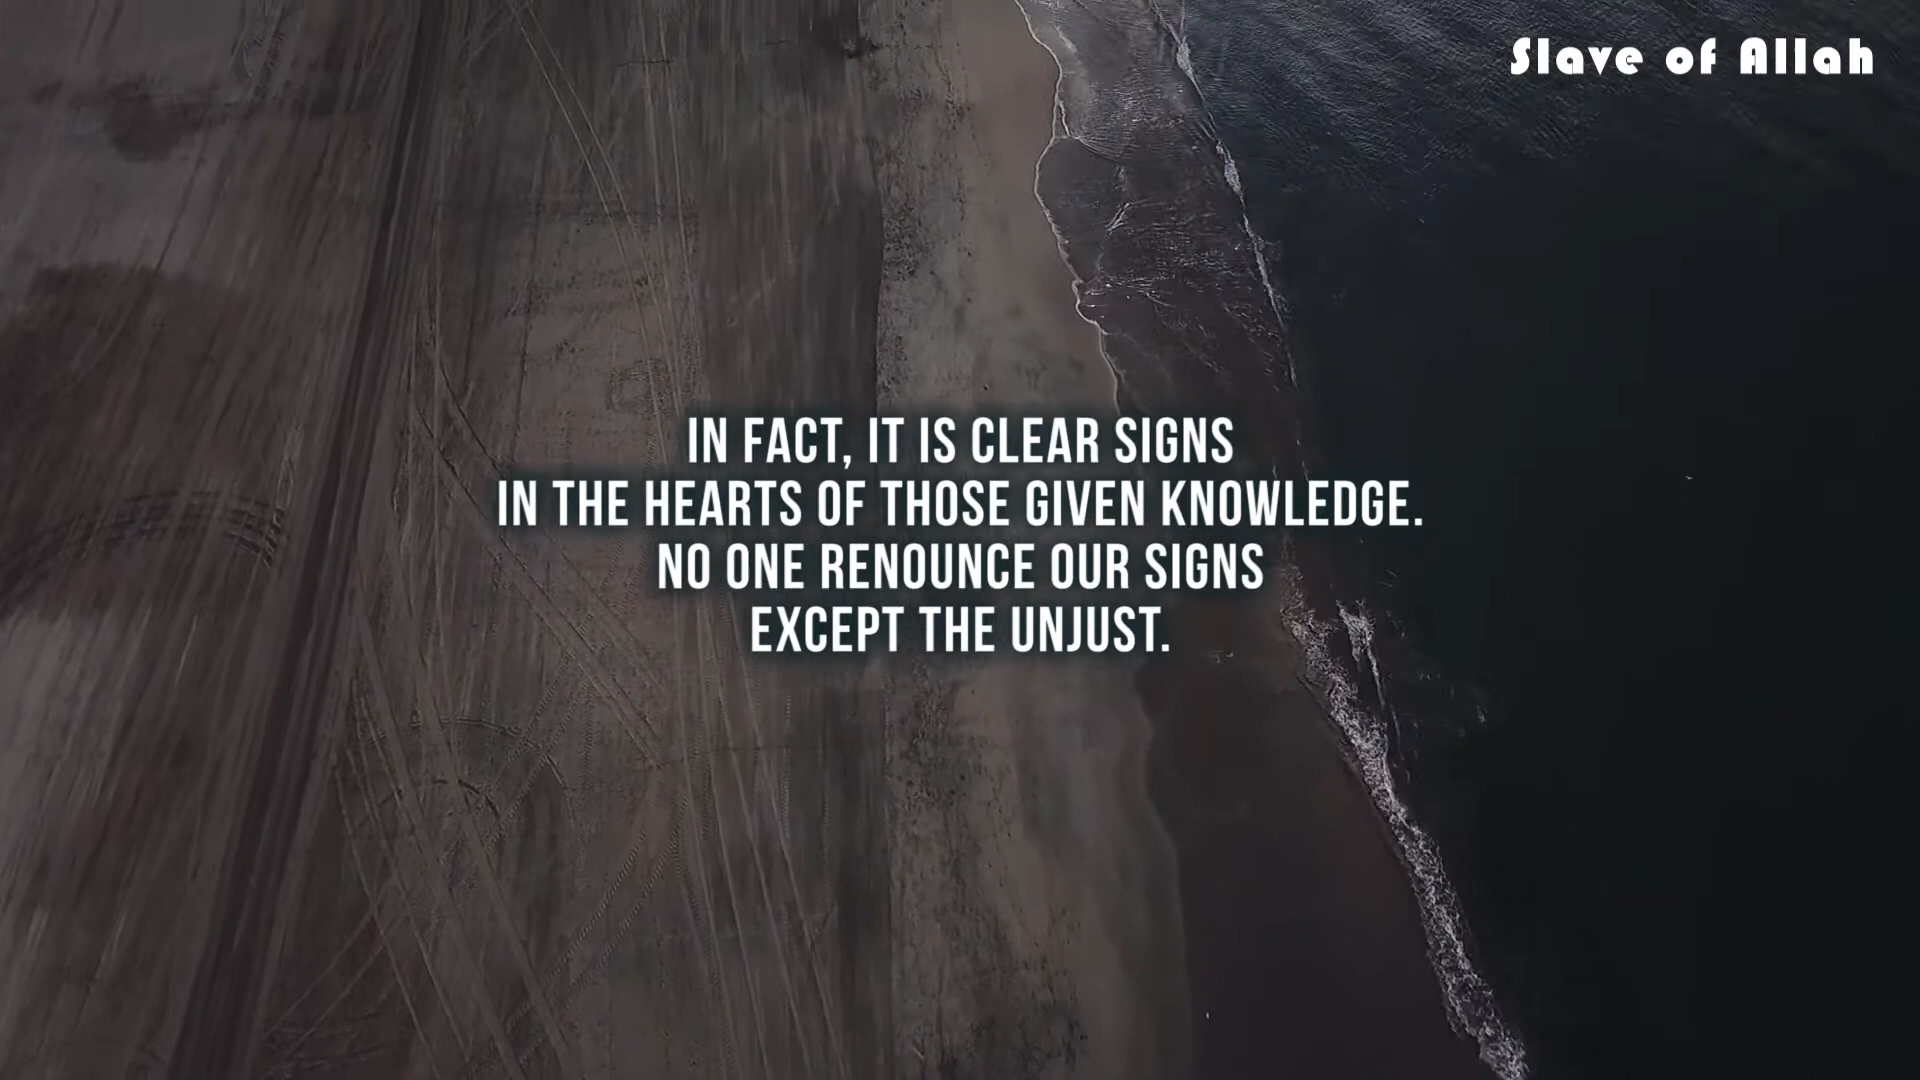 Slave of Allah
IN FACT, IT IS CLEAR SIGNS
IN THE HEARTS OF THOSE GIVEN KNOWLEDGE.
NO ONE RENOUNCE OUR SIGNS
EXCEPT THE UNJUST.